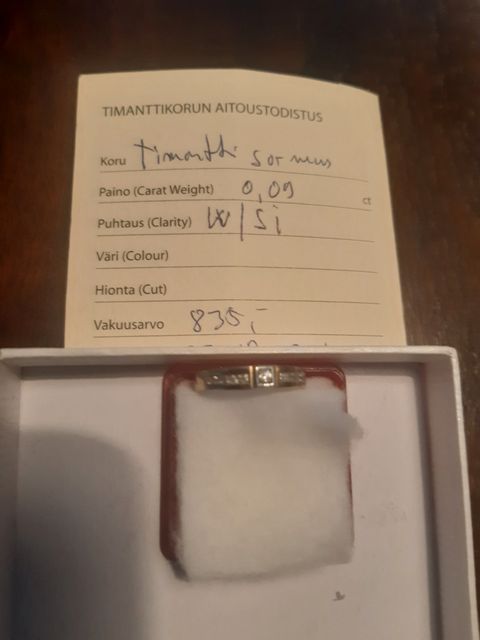 TIMANTTIKORUN AITOUSTODISTUS
Koru Timantti sormus
Paino (Carat Weight) 0,09 ct
Puhtaus (Clarity) W/Si
Väri (Colour)
Hionta (Cut)
Vakuusarvo 835,-